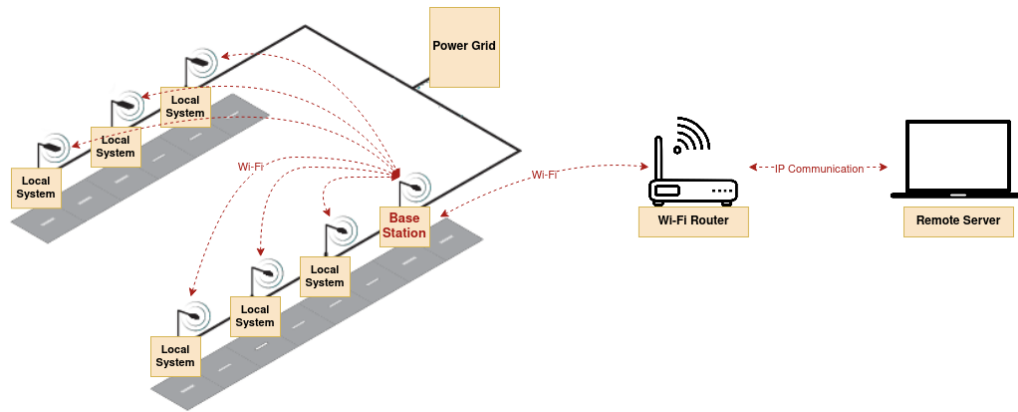 Power Grid
Local
System
Local
System
Local
System
Wi-Fi
Wi-Fi
IP Communication
Base
Station
Wi-Fi Router
Remote Server
Local
System
Local
System
Local
System